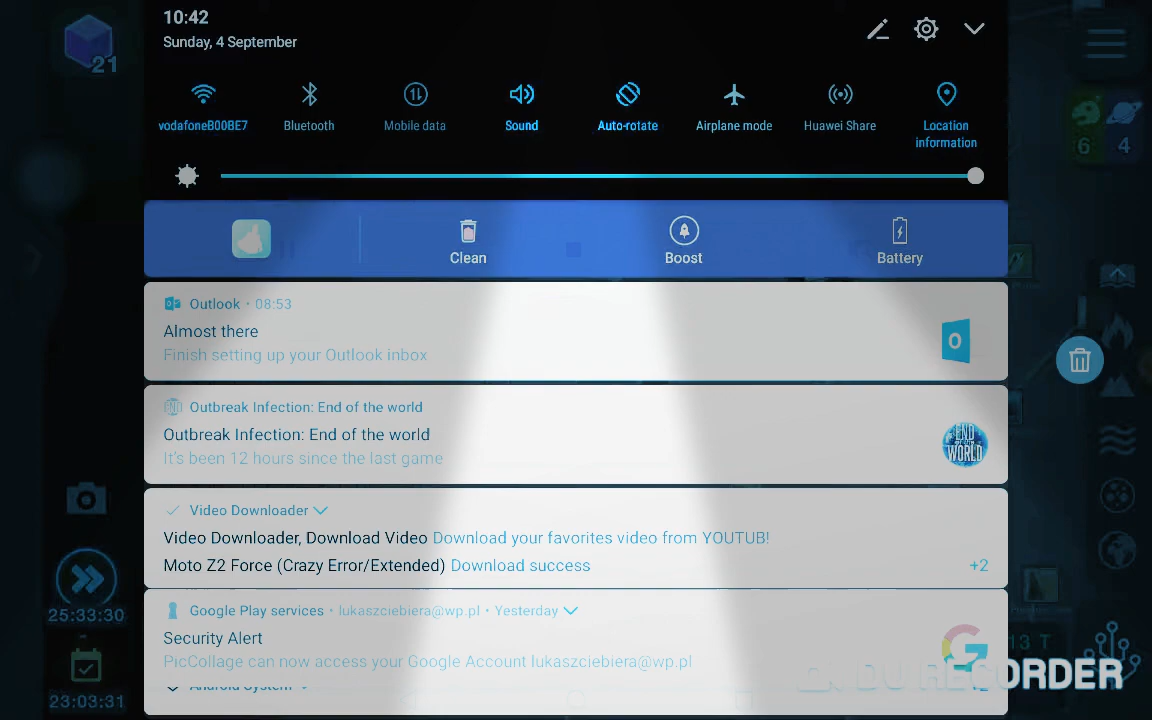 10:42
Sunday, 4 September
21
vodafoneB00BE7
Bluetooth
Mobile data
Sound
Auto-rotate
Airplane mode
Huawei Share
Location information
6
4
Clean
Boost
Battery
Outlook • 08:53
Almost there
Finish setting up your Outlook inbox
O
Outbreak Infection: End of the world
Outbreak Infection: End of the world
It's been 12 hours since the last game
END
WORLD
Video Downloader
Video Downloader, Download Video Download your favorites video from YOUTUB!
Moto Z2 Force (Crazy Error/Extended) Download success
+2
25:33:30
Google Play services • lukaszciebiera@wp.pl • Yesterday
Security Alert
PicCollage can now access your Google Account lukaszciebiera@wp.pl
13 T
Android System
23:03:31
DU RECORDER